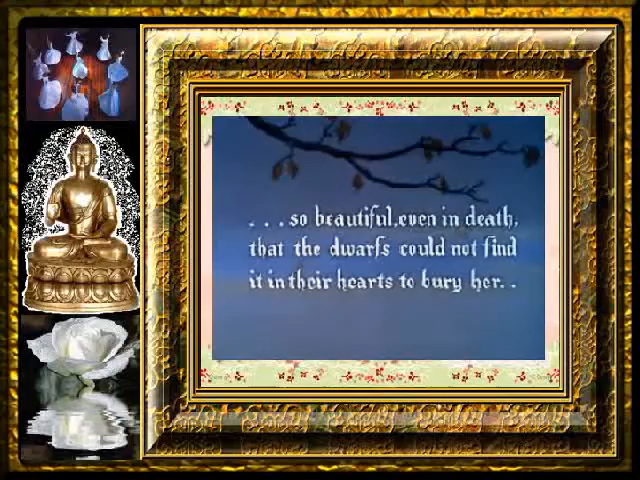 . . . so beautiful, even in death,
that the dwarfs could not find
it in their hearts to bury her. .